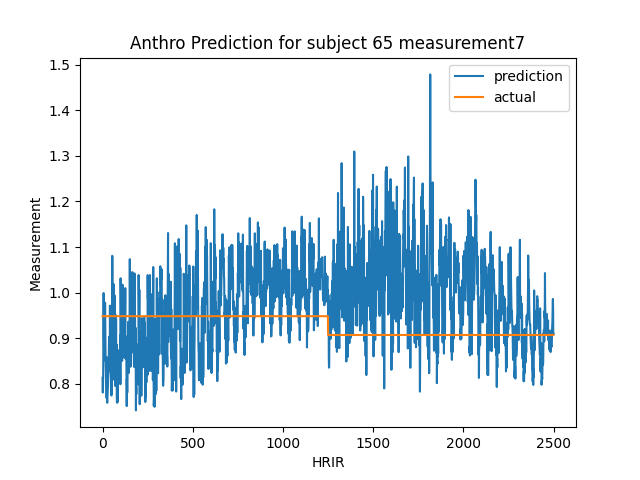 Anthro Prediction for subject 65 measurement7
prediction
actual
1.5
1.4
1.3
1.2
1.1
1.0
0.9
0.8
Measurement
0
500
1000
1500
2000
2500
HRIR